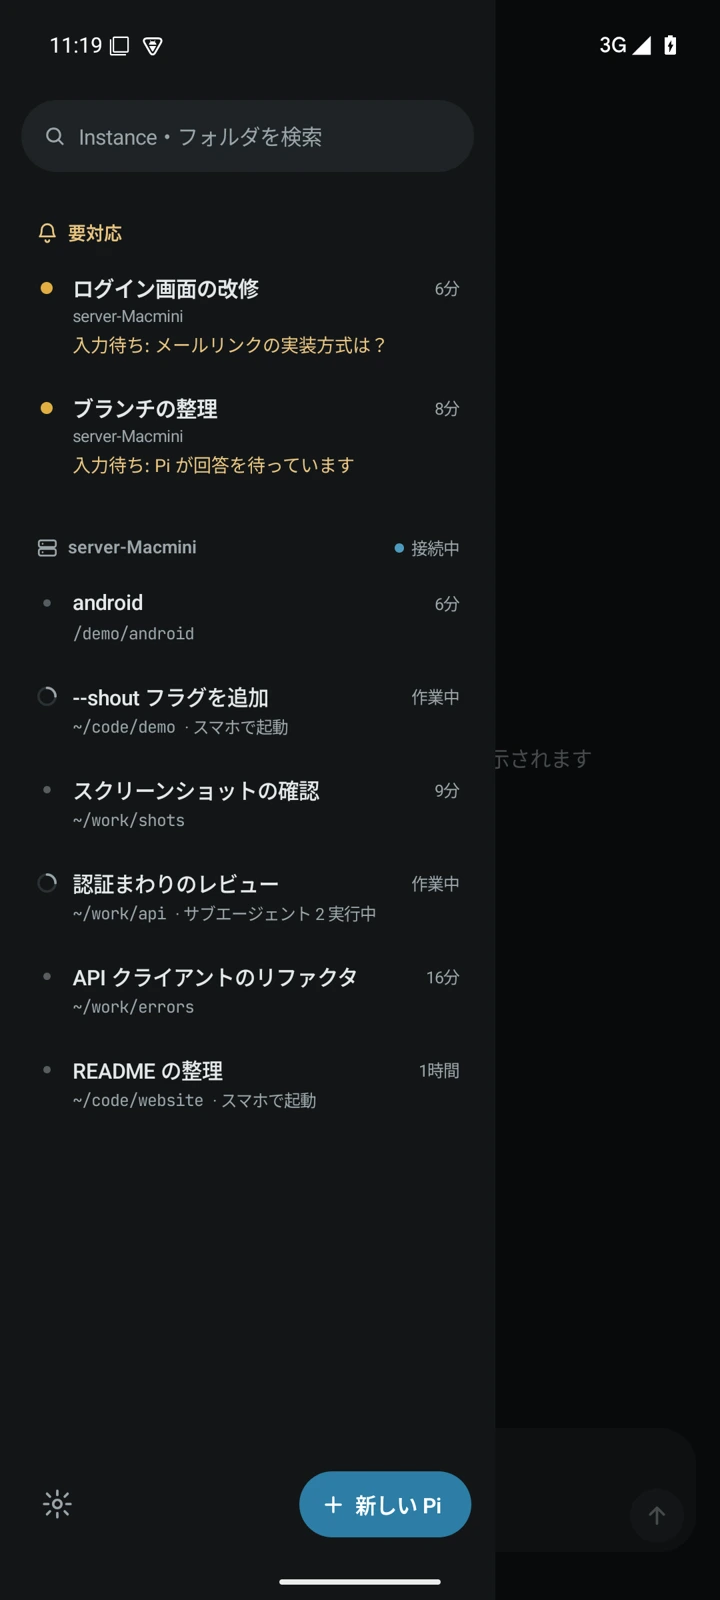 11:19
3G
Instance・フォルダを検索
要対応
ログイン画面の改修 6分
server-Macmini
入力待ち: メールリンクの実装方式は？
ブランチの整理 8分
server-Macmini
入力待ち: Pi が回答を待っています
server-Macmini 接続中
android 6分
/demo/android
--shout フラグを追加 作業中
~/code/demo · スマホで起動
示されます
スクリーンショットの確認 9分
~/work/shots
認証まわりのレビュー 作業中
~/work/api · サブエージェント 2 実行中
API クライアントのリファクタ 16分
~/work/errors
README の整理 1時間
~/code/website · スマホで起動
新しい Pi